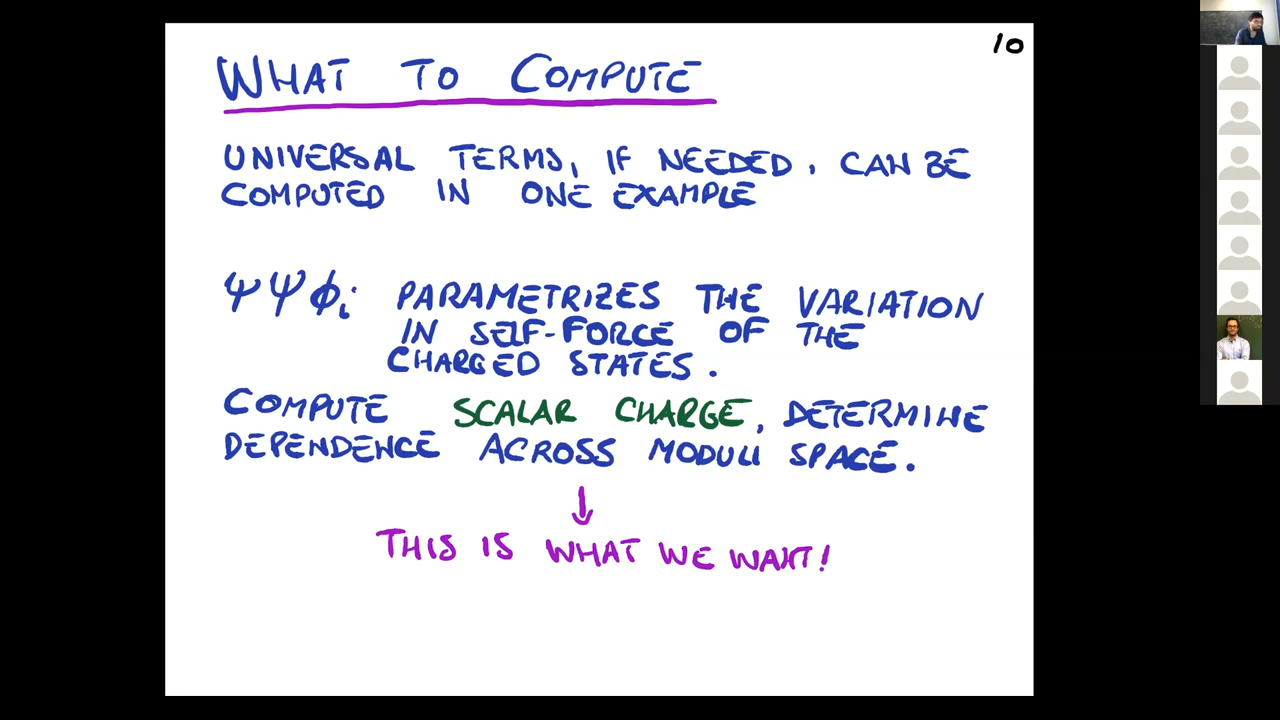 10
WHAT TO COMPUTE
UNIVERSAL TERMS, IF NEEDED, CAN BE
COMPUTED IN ONE EXAMPLE
ΨΨϕᵢ PARAMETRIZES THE VARIATION
IN SELF-FORCE OF THE
CHARGED STATES.
COMPUTE SCALAR CHARGE, DETERMINE
DEPENDENCE ACROSS MODULI SPACE.
↓
THIS IS WHAT WE WANT!